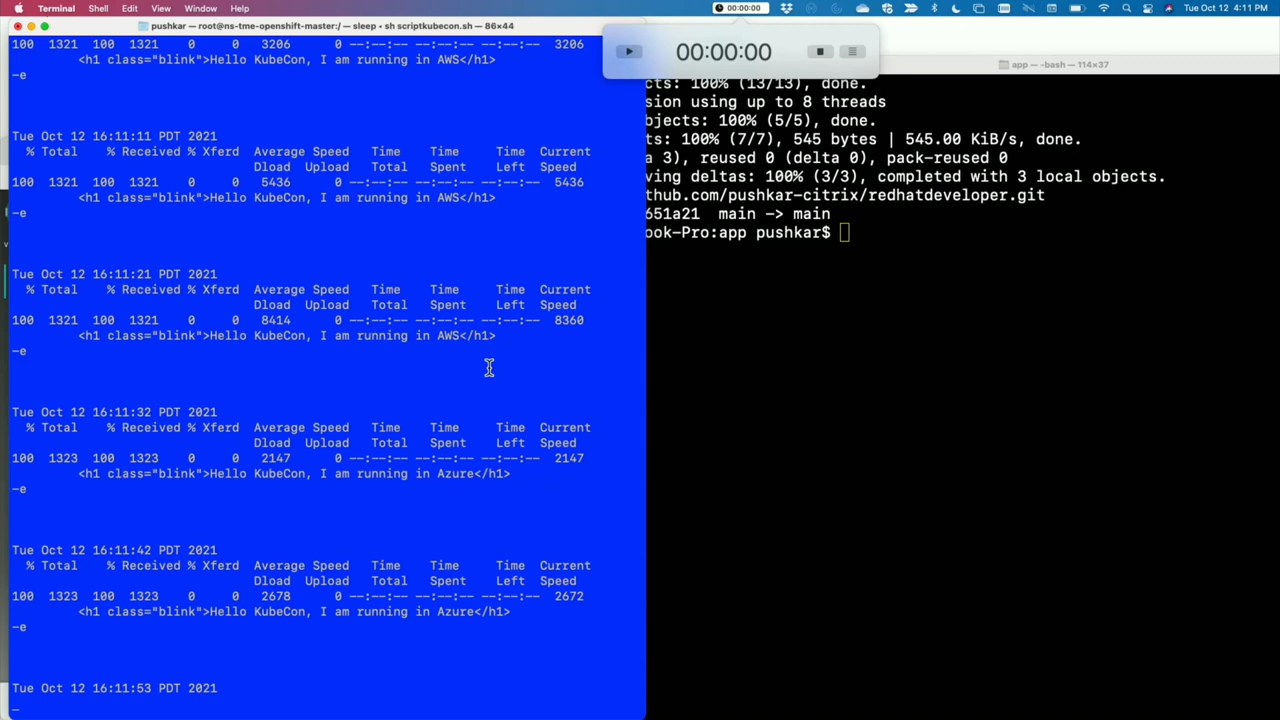 Terminal Shell Edit View Window Help 00:00:00 Tue Oct 12 4:11 PM
pushkar — root@ns-tme-openshift-master:/ — sleep • sh scriptkubecon.sh — 86×44
100 1321 100 1321 0 0 3206 0 --:--:-- --:--:-- --:--:-- 3206
<h1 class="blink">Hello KubeCon, I am running in AWS</h1>
-e
Tue Oct 12 16:11:11 PDT 2021
% Total % Received % Xferd Average Speed Time Time Time Current
Dload Upload Total Spent Left Speed
100 1321 100 1321 0 0 5436 0 --:--:-- --:--:-- --:--:-- 5436
<h1 class="blink">Hello KubeCon, I am running in AWS</h1>
-e
Tue Oct 12 16:11:21 PDT 2021
% Total % Received % Xferd Average Speed Time Time Time Current
Dload Upload Total Spent Left Speed
100 1321 100 1321 0 0 8414 0 --:--:-- --:--:-- --:--:-- 8360
<h1 class="blink">Hello KubeCon, I am running in AWS</h1>
-e
Tue Oct 12 16:11:32 PDT 2021
% Total % Received % Xferd Average Speed Time Time Time Current
Dload Upload Total Spent Left Speed
100 1323 100 1323 0 0 2147 0 --:--:-- --:--:-- --:--:-- 2147
<h1 class="blink">Hello KubeCon, I am running in Azure</h1>
-e
Tue Oct 12 16:11:42 PDT 2021
% Total % Received % Xferd Average Speed Time Time Time Current
Dload Upload Total Spent Left Speed
100 1323 100 1323 0 0 2678 0 --:--:-- --:--:-- --:--:-- 2672
<h1 class="blink">Hello KubeCon, I am running in Azure</h1>
-e
Tue Oct 12 16:11:53 PDT 2021
00:00:00
app — -bash — 114×37
cts: 100% (13/13), done.
sion using up to 8 threads
bjects: 100% (5/5), done.
ts: 100% (7/7), 545 bytes | 545.00 KiB/s, done.
a 3), reused 0 (delta 0), pack-reused 0
ving deltas: 100% (3/3), completed with 3 local objects.
thub.com/pushkar-citrix/redhatdeveloper.git
651a21 main -> main
ook-Pro:app pushkar$